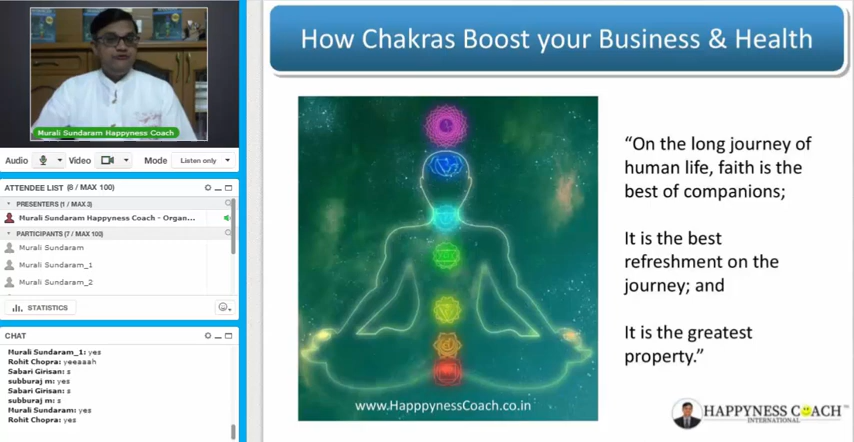 How Chakras Boost your Business & Health
Murali Sundaram Happyness Coach
Audio
Video
Mode
Listen only
ATTENDEE LIST (8 / MAX 100)
PRESENTERS (1 / MAX 3)
Murali Sundaram Happyness Coach - Organ...
PARTICIPANTS (7 / MAX 100)
Murali Sundaram
Murali Sundaram_1
Murali Sundaram_2
STATISTICS
CHAT
Murali Sundaram_1: yes
Rohit Chopra: yeeaaah
Sabari Girisan: s
subburaj m: yes
Sabari Girisan: s
subburaj m: s
Murali Sundaram: yes
Rohit Chopra: yes
“On the long journey of
human life, faith is the
best of companions;
It is the best
refreshment on the
journey; and
It is the greatest
property.”
www.HapppynessCoach.co.in
HAPPYNESS COACH™
INTERNATIONAL